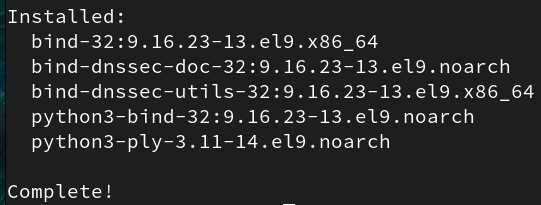 Installed:
bind-32:9.16.23-13.el9.x86_64
bind-dnssec-doc-32:9.16.23-13.el9.noarch
bind-dnssec-utils-32:9.16.23-13.el9.x86_64
python3-bind-32:9.16.23-13.el9.noarch
python3-ply-3.11-14.el9.noarch
Complete!